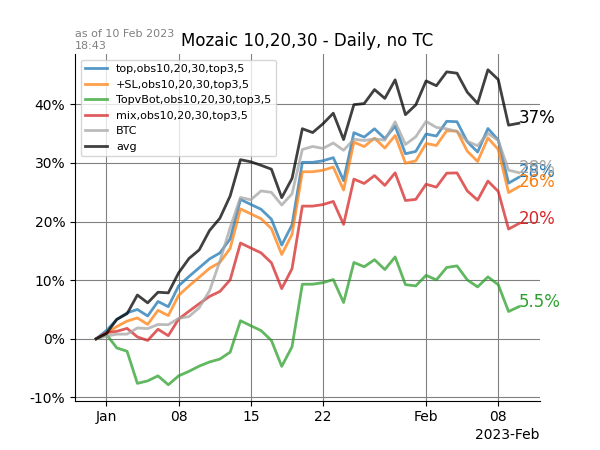 as of 10 Feb 2023
18:43
Mozaic 10,20,30 - Daily, no TC
top,obs10,20,30,top3,5
+SL,obs10,20,30,top3,5
TopvBot,obs10,20,30,top3,5
mix,obs10,20,30,top3,5
BTC
avg
40%
30%
20%
10%
0%
-10%
37%
28%
26%
20%
5.5%
Jan
08
15
22
Feb
08
2023-Feb